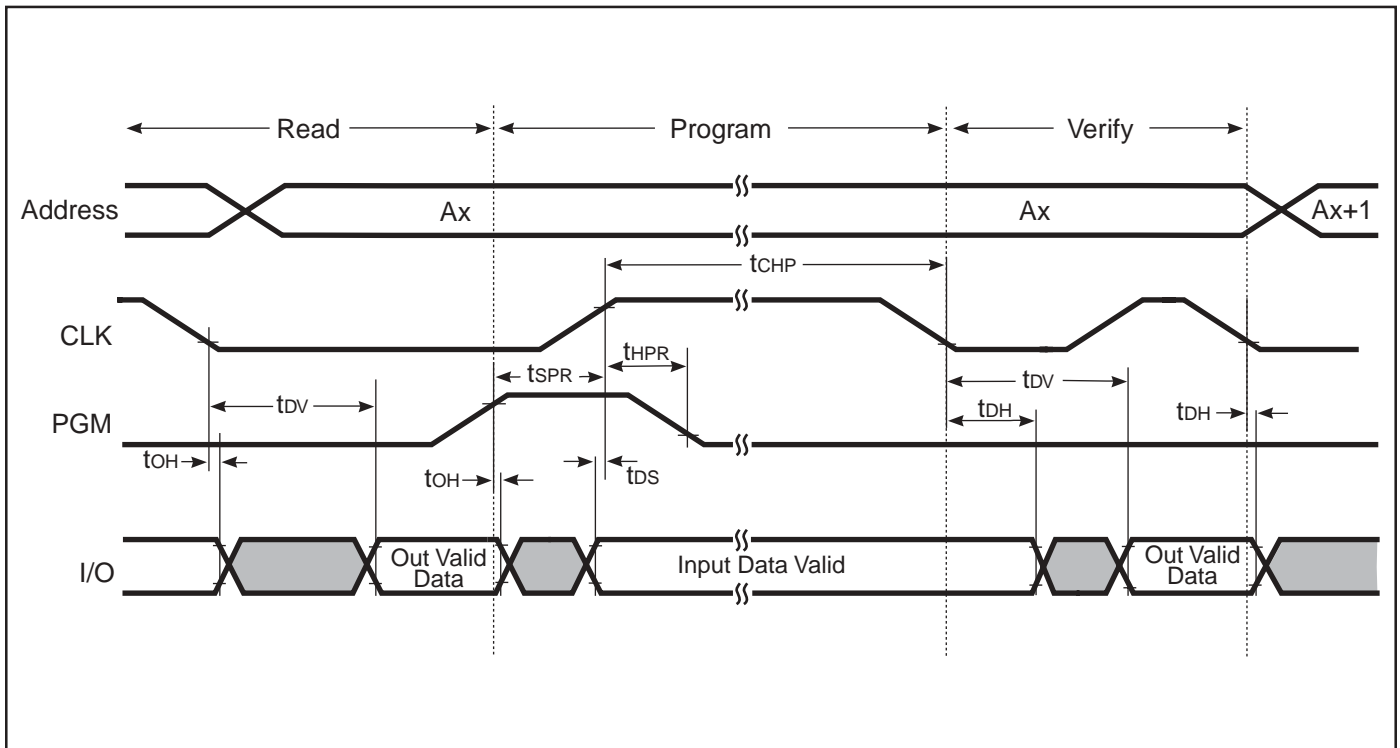 Read Program Verify
Address Ax Ax Ax+1
tCHP
CLK
tHPR
tSPR
tDV tDV
PGM tDH tDH
tOH tOH tDS
I/O Out Valid Data Input Data Valid Out Valid Data